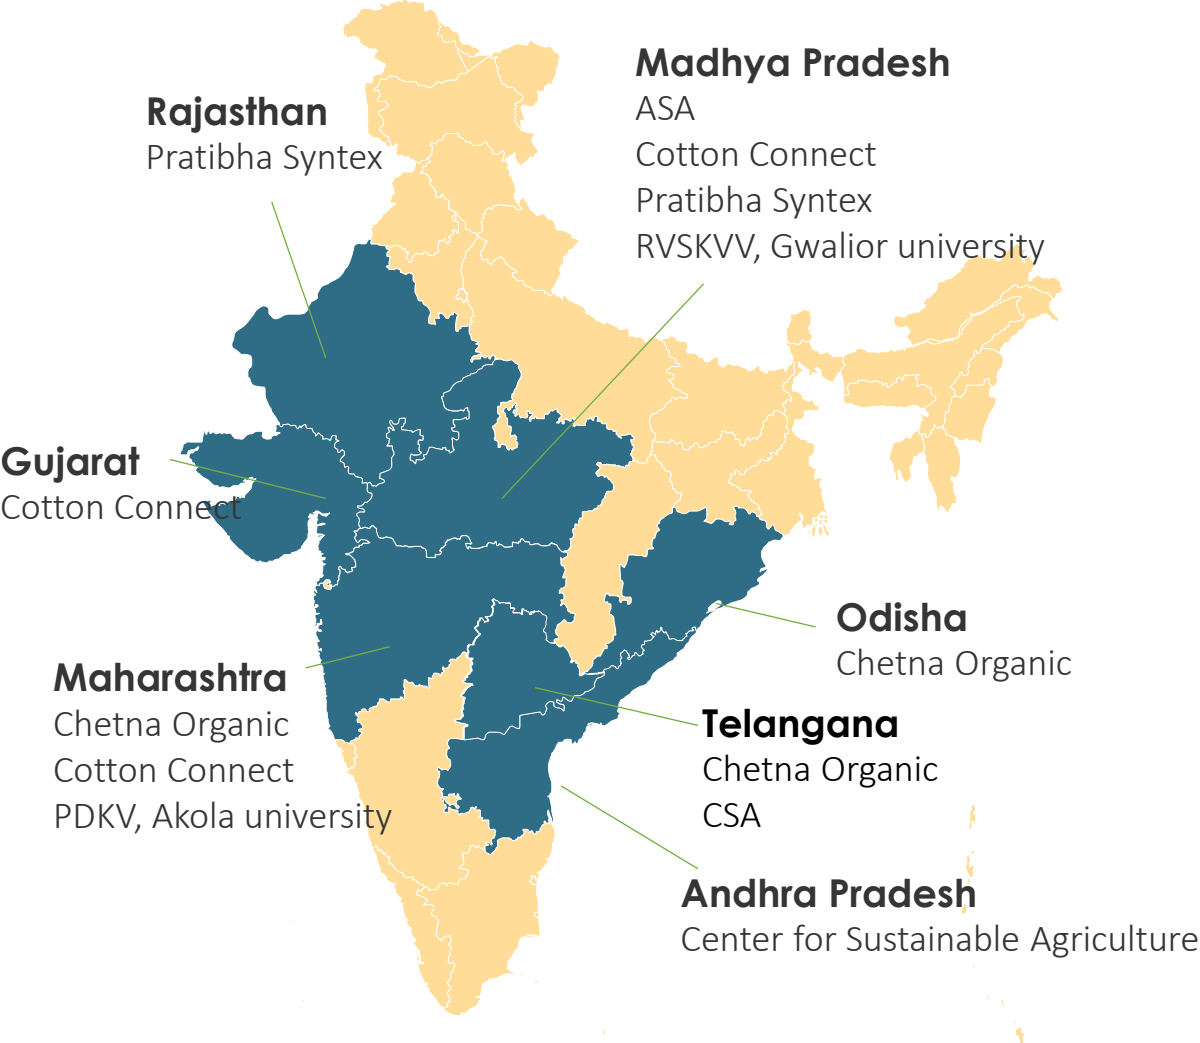 Madhya Pradesh
ASA
Cotton Connect
Pratibha Syntex
RVSKVV, Gwalior university
Rajasthan
Pratibha Syntex
Gujarat
Cotton Connect
Odisha
Chetna Organic
Maharashtra
Chetna Organic
Cotton Connect
PDKV, Akola university
Telangana
Chetna Organic
CSA
Andhra Pradesh
Center for Sustainable Agriculture